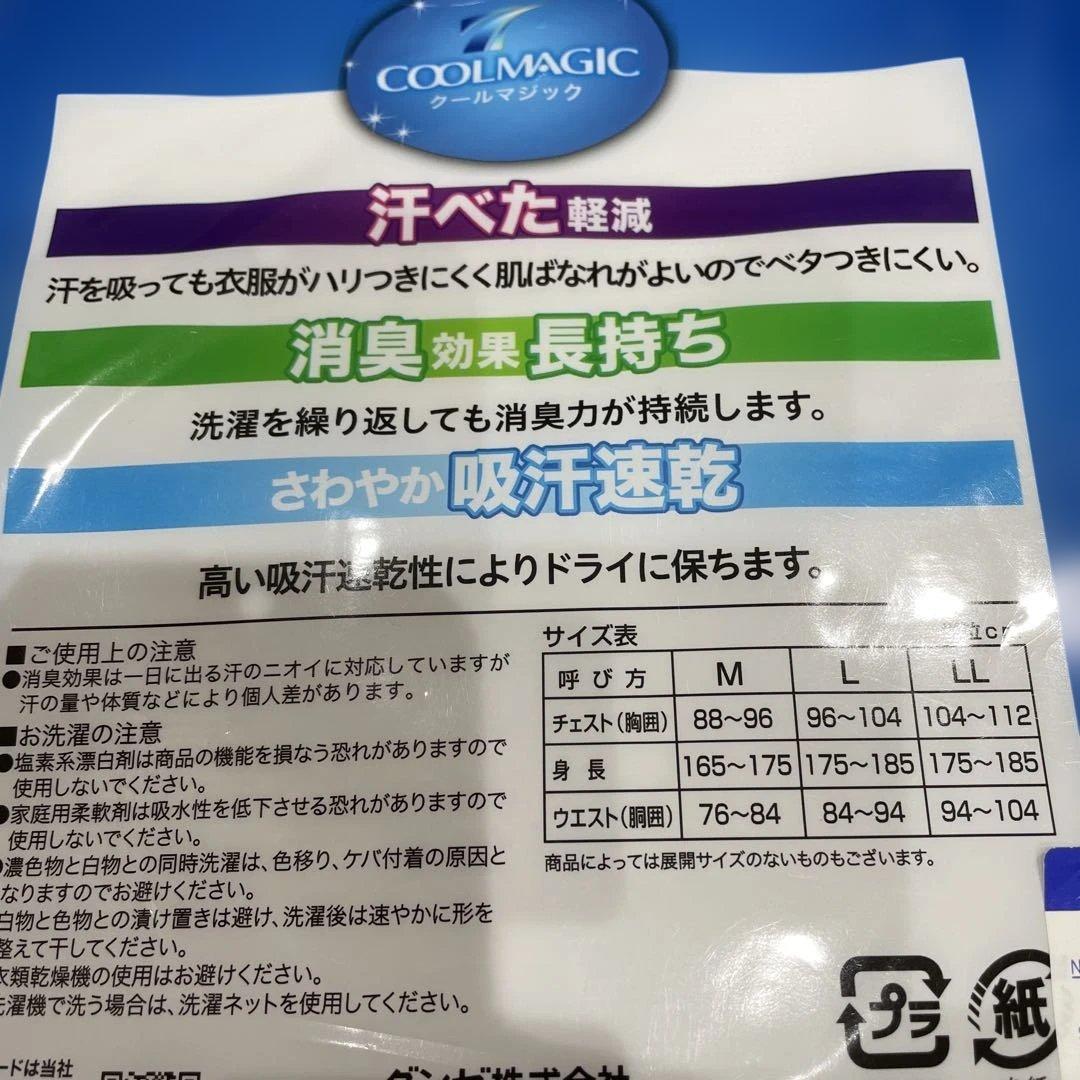 COOLMAGIC
クールマジック
汗べた軽減
汗を吸っても衣服がハリつきにくく肌ばなれがよいのでベタつきにくい。
消臭効果長持ち
洗濯を繰り返しても消臭力が持続します。
さわやか吸汗速乾
高い吸汗速乾性によりドライに保ちます。
■ご使用上の注意
●消臭効果は一日に出る汗のニオイに対応していますが
汗の量や体質などにより個人差があります。
■お洗濯の注意
●塩素系漂白剤は商品の機能を損なう恐れがありますので
使用しないでください。
●家庭用柔軟剤は吸水性を低下させる恐れがありますので
使用しないでください。
●濃色物と白物との同時洗濯は、色移り、ケバ付着の原因と
なりますのでお避けください。
白物と色物との漬け置きは避け、洗濯後は速やかに形を
整えて干してください。
衣類乾燥機の使用はお避けください。
洗濯機で洗う場合は、洗濯ネットを使用してください。
サイズ表 単位cm
呼び方 M L LL
チェスト(胸囲) 88〜96 96〜104 104〜112
身長 165〜175 175〜185 175〜185
ウエスト(胴囲) 76〜84 84〜94 94〜104
商品によっては展開サイズのないものもございます。
プラ
紙
ードは当社
グンゼ株式会社